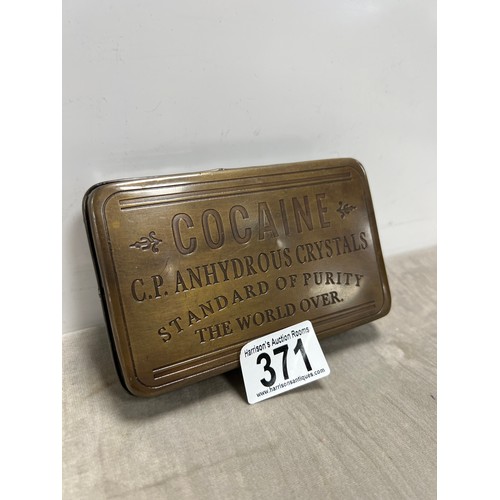 COCAINE
C.P. ANHYDROUS CRYSTALS
STANDARD OF PURITY
THE WORLD OVER.
Harrison's Auction Rooms
371
www.harrisonsantiques.com